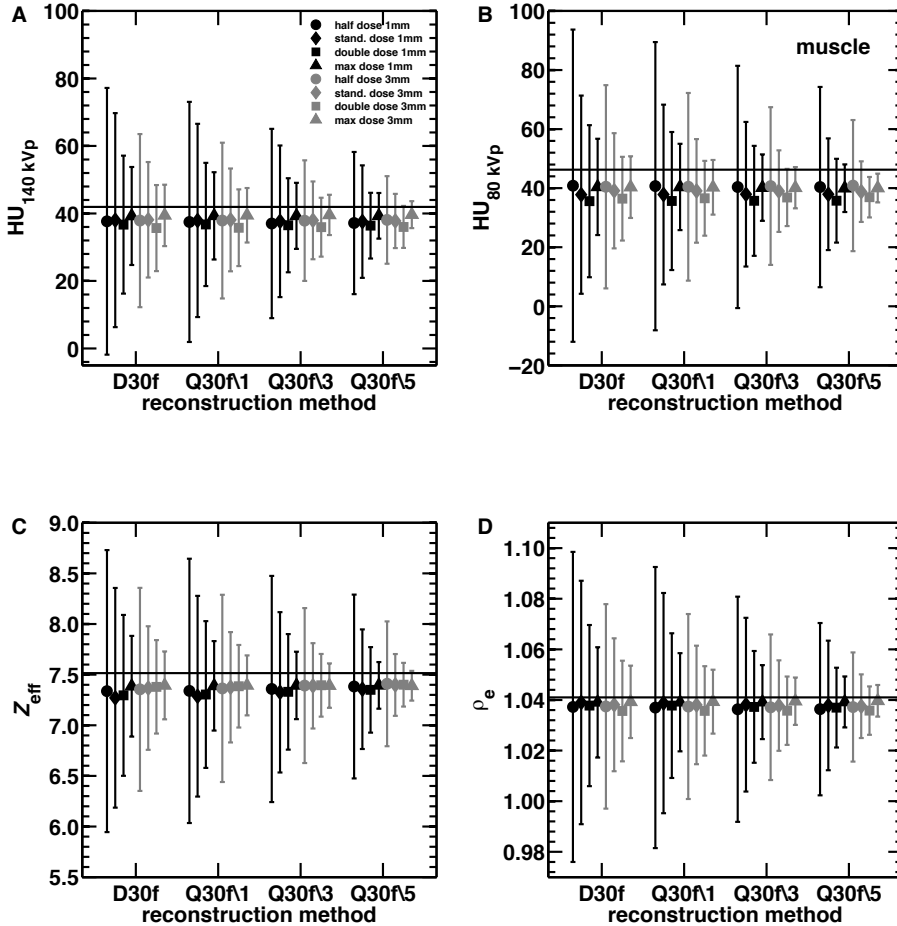 A
half dose 1mm
stand. dose 1mm
double dose 1mm
max dose 1mm
half dose 3mm
stand. dose 3mm
double dose 3mm
max dose 3mm
HU140 kVp
100
80
60
40
20
0
D30f Q30f\1 Q30f\3 Q30f\5
reconstruction method
B
muscle
HU80 kVp
100
80
60
40
20
0
−20
D30f Q30f\1 Q30f\3 Q30f\5
reconstruction method
C
Zeff
9.0
8.5
8.0
7.5
7.0
6.5
6.0
5.5
D30f Q30f\1 Q30f\3 Q30f\5
reconstruction method
D
ρe
1.10
1.08
1.06
1.04
1.02
1.00
0.98
D30f Q30f\1 Q30f\3 Q30f\5
reconstruction method